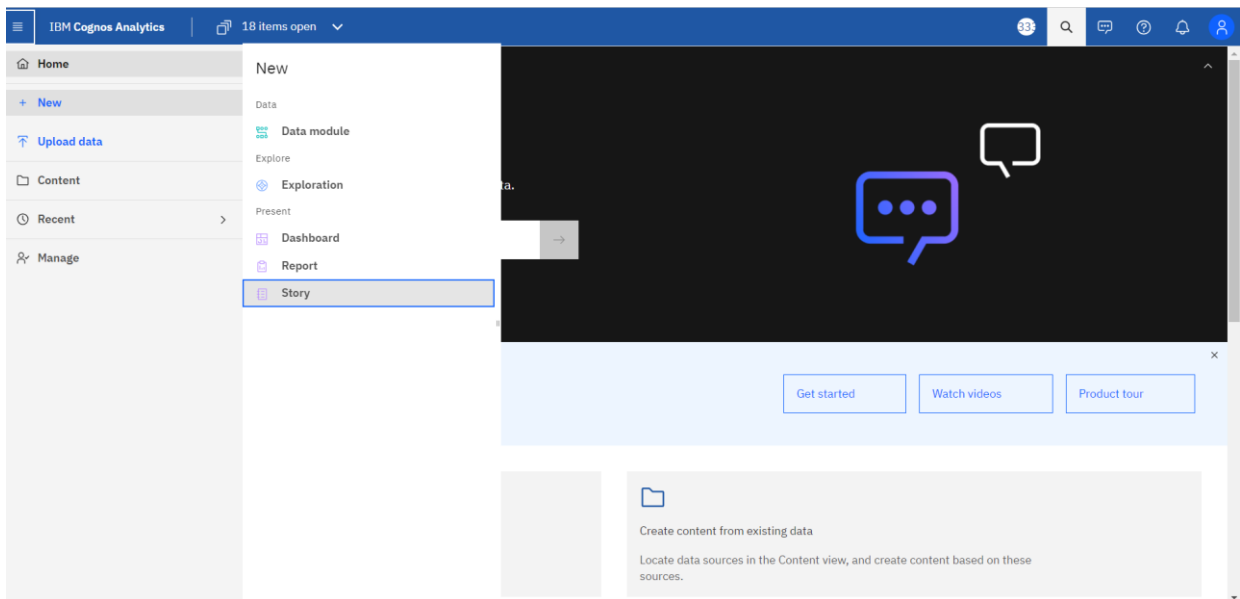 IBM Cognos Analytics
18 items open
Home
New
Upload data
Content
Recent
Manage
New
Data
Data module
Explore
Exploration
Present
Dashboard
Report
Story
ta.
Get started
Watch videos
Product tour
Create content from existing data
Locate data sources in the Content view, and create content based on these
sources.